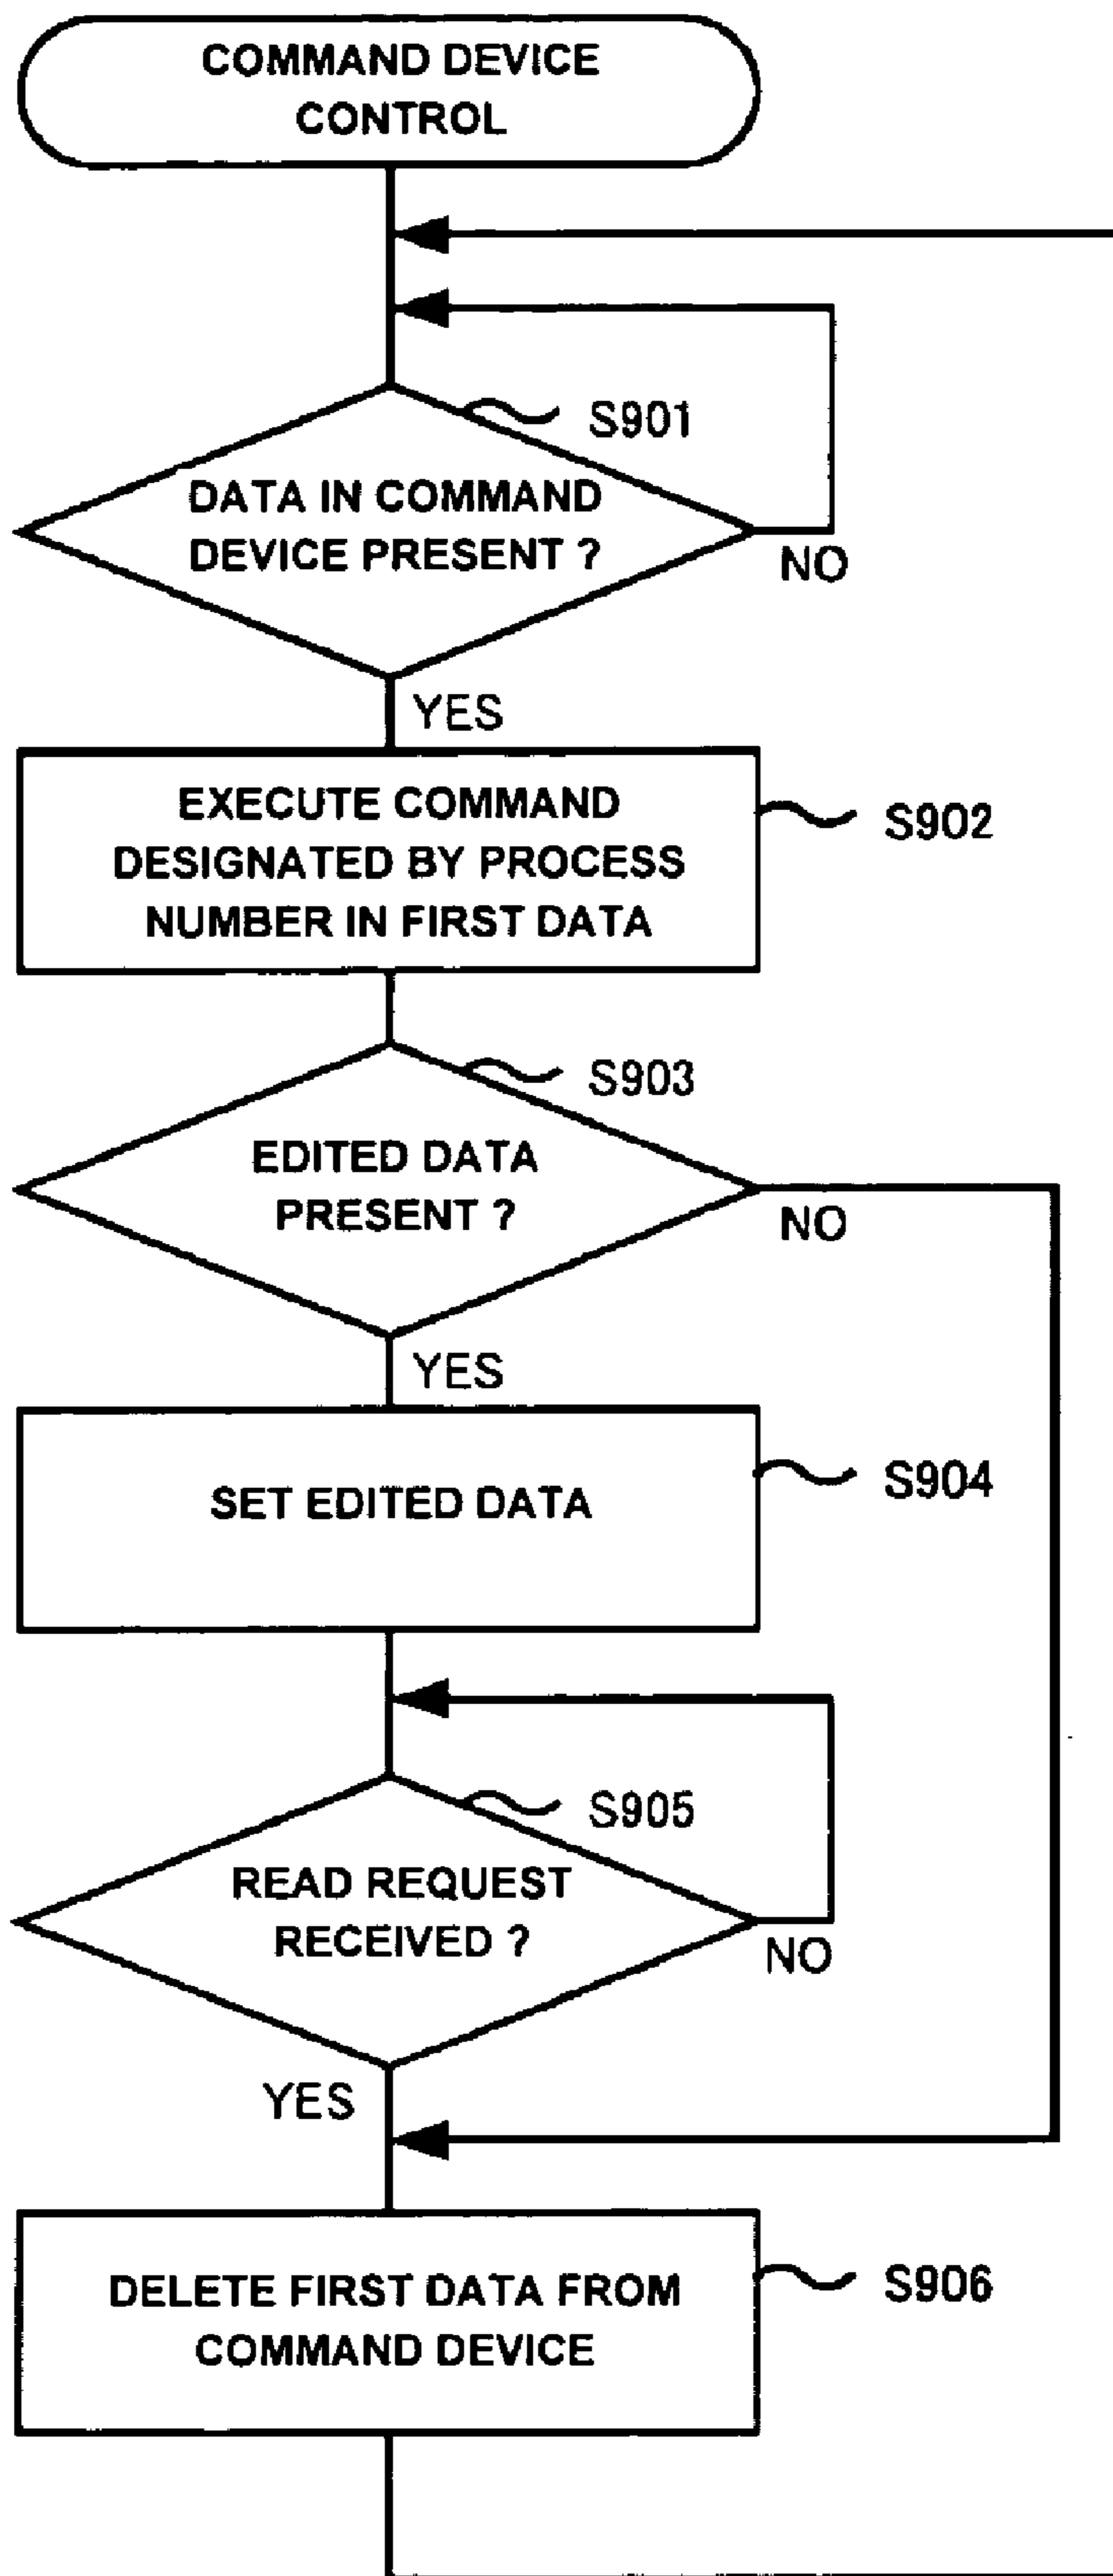 COMMAND DEVICE
CONTROL
S901
DATA IN COMMAND
DEVICE PRESENT ?
NO
YES
EXECUTE COMMAND
DESIGNATED BY PROCESS
NUMBER IN FIRST DATA
S902
S903
EDITED DATA
PRESENT ?
NO
YES
SET EDITED DATA
S904
S905
READ REQUEST
RECEIVED ?
NO
YES
DELETE FIRST DATA FROM
COMMAND DEVICE
S906